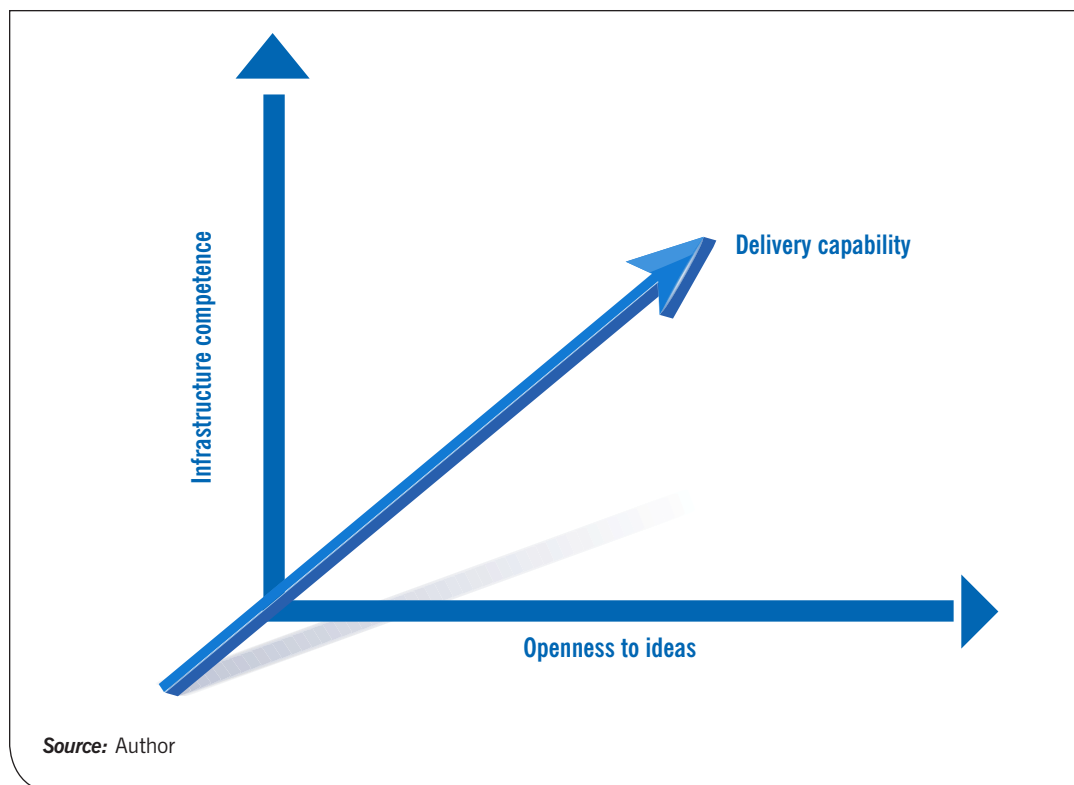 Infrastructure competence
Delivery capability
Openness to ideas
Source: Author